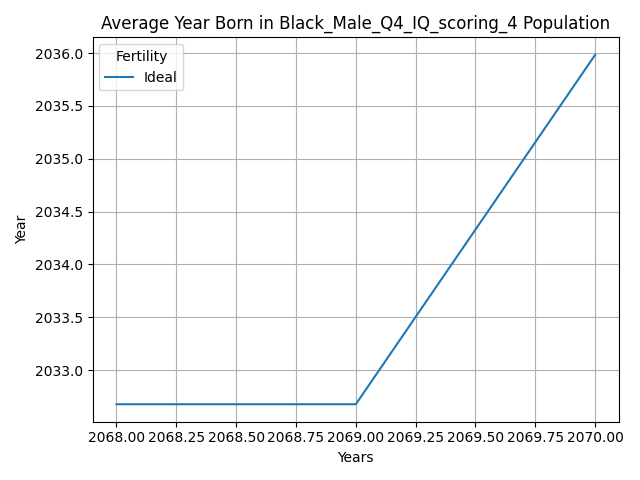 Average Year Born in Black_Male_Q4_IQ_scoring_4 Population
Fertility
Ideal
Year
2036.0
2035.5
2035.0
2034.5
2034.0
2033.5
2033.0
2068.00 2068.25 2068.50 2068.75 2069.00 2069.25 2069.50 2069.75 2070.00
Years